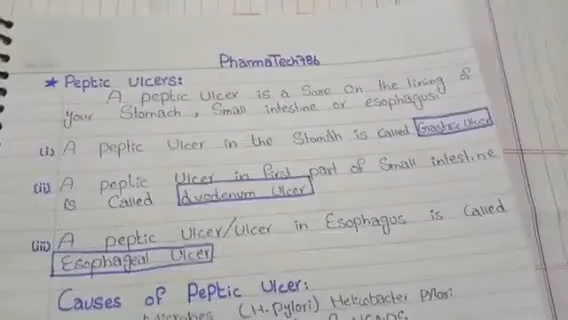 PharmaTech786
* Peptic Ulcers:
A peptic Ulcer is a Sore on the lining of
your Stomach, Small intestine or esophagus.
(i) A peptic Ulcer in the Stomdh is called Gastric Ulcer
(ii) A peptic Ulcer in first part of Small intestine
is Called duodenum Ulcer
(iii) A peptic Ulcer/Ulcer in Esophagus is called
Esophageal Ulcer
Causes of Peptic Ulcer:
Microbes (H. Pylori) Helicobacter Pylori